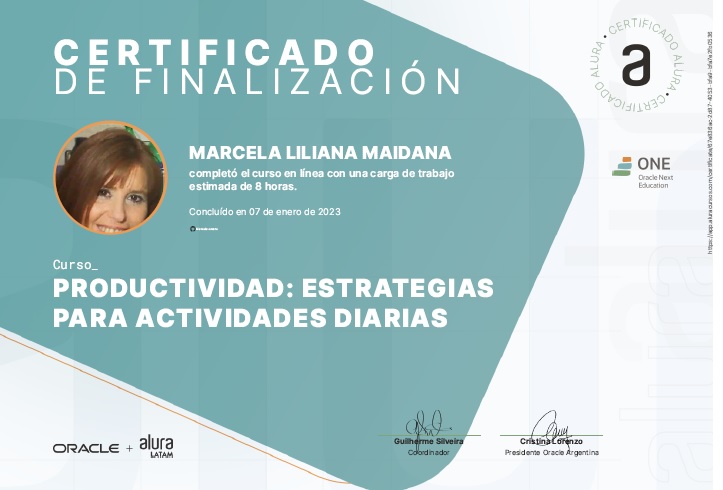 CERTIFICADO
DE FINALIZACIÓN
CERTIFICADO ALURA • CERTIFICADO ALURA •
a
MARCELA LILIANA MAIDANA
completó el curso en línea con una carga de trabajo
estimada de 8 horas.
Concluído en 07 de enero de 2023
ONE
Oracle Next
Education
Curso_
PRODUCTIVIDAD: ESTRATEGIAS
PARA ACTIVIDADES DIARIAS
ORACLE + alura
LATAM
Guilherme Silveira
Coordinador
Cristina Lorenzo
Presidente Oracle Argentina
alura